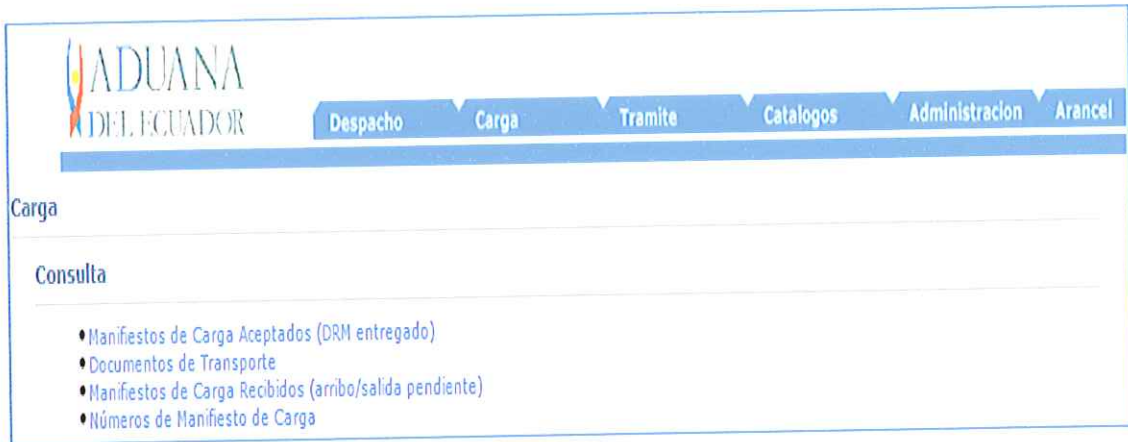 ADUANA
DEL ECUADOR
Despacho Carga Tramite Catalogos Administracion Arancel
Carga
Consulta
•Manifiestos de Carga Aceptados (DRM entregado)
•Documentos de Transporte
•Manifiestos de Carga Recibidos (arribo/salida pendiente)
•Números de Manifiesto de Carga